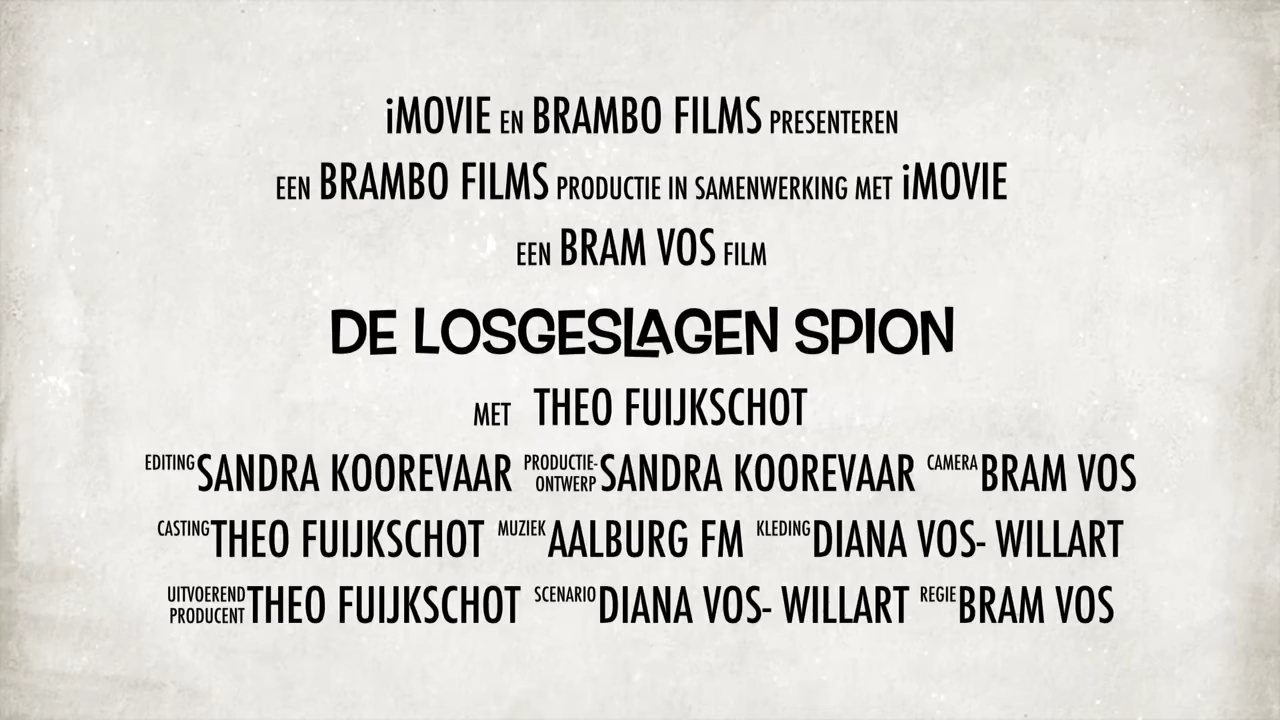 iMOVIE EN BRAMBO FILMS PRESENTEREN
EEN BRAMBO FILMS PRODUCTIE IN SAMENWERKING MET iMOVIE
EEN BRAM VOS FILM
DE LOSGESLAGEN SPION
MET THEO FUIJKSCHOT
EDITING SANDRA KOOREVAAR PRODUCTIE-ONTWERP SANDRA KOOREVAAR CAMERA BRAM VOS
CASTING THEO FUIJKSCHOT MUZIEK AALBURG FM KLEDING DIANA VOS- WILLART
UITVOEREND PRODUCENT THEO FUIJKSCHOT SCENARIO DIANA VOS- WILLART REGIE BRAM VOS